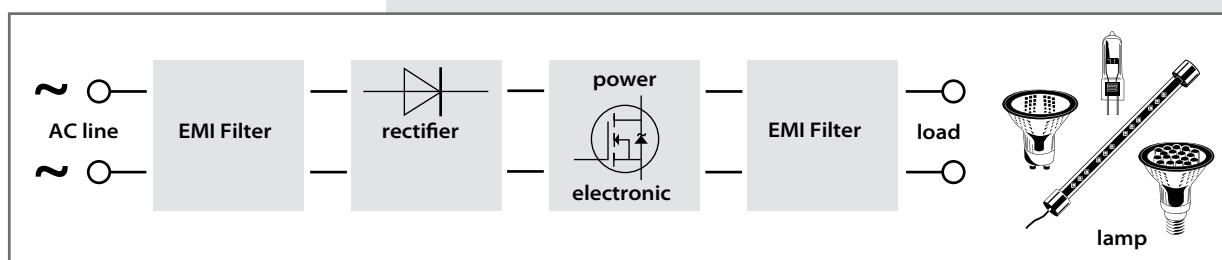 ~
AC line
~
EMI Filter
rectifier
power
electronic
EMI Filter
load
lamp